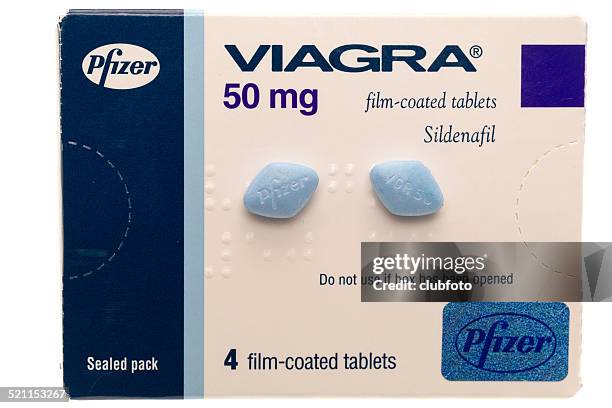 Pfizer
VIAGRA®
50 mg
film-coated tablets
Sildenafil
Pfizer
VGR50
Do not use if box has been opened
gettyimages®
Credit: clubfoto
Pfizer
Sealed pack
4 film-coated tablets
521153267